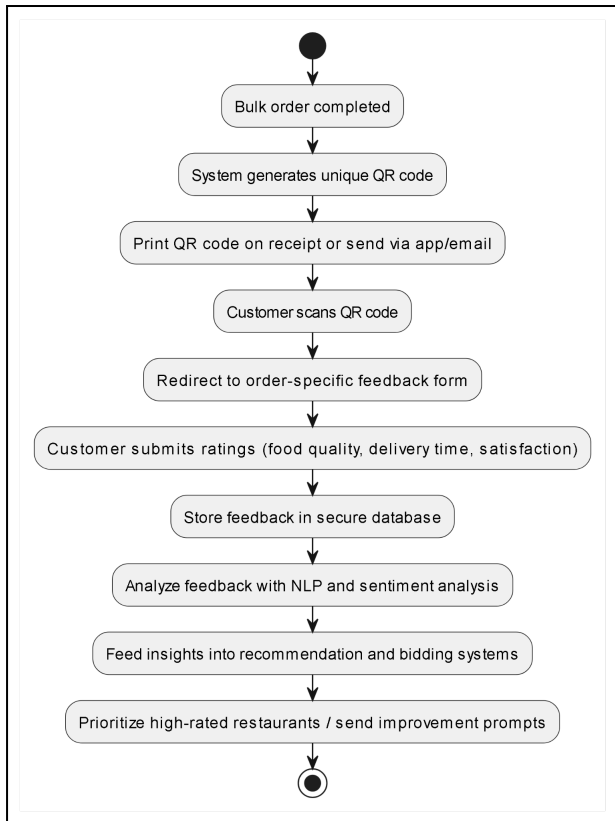 Bulk order completed
System generates unique QR code
Print QR code on receipt or send via app/email
Customer scans QR code
Redirect to order-specific feedback form
Customer submits ratings (food quality, delivery time, satisfaction)
Store feedback in secure database
Analyze feedback with NLP and sentiment analysis
Feed insights into recommendation and bidding systems
Prioritize high-rated restaurants / send improvement prompts